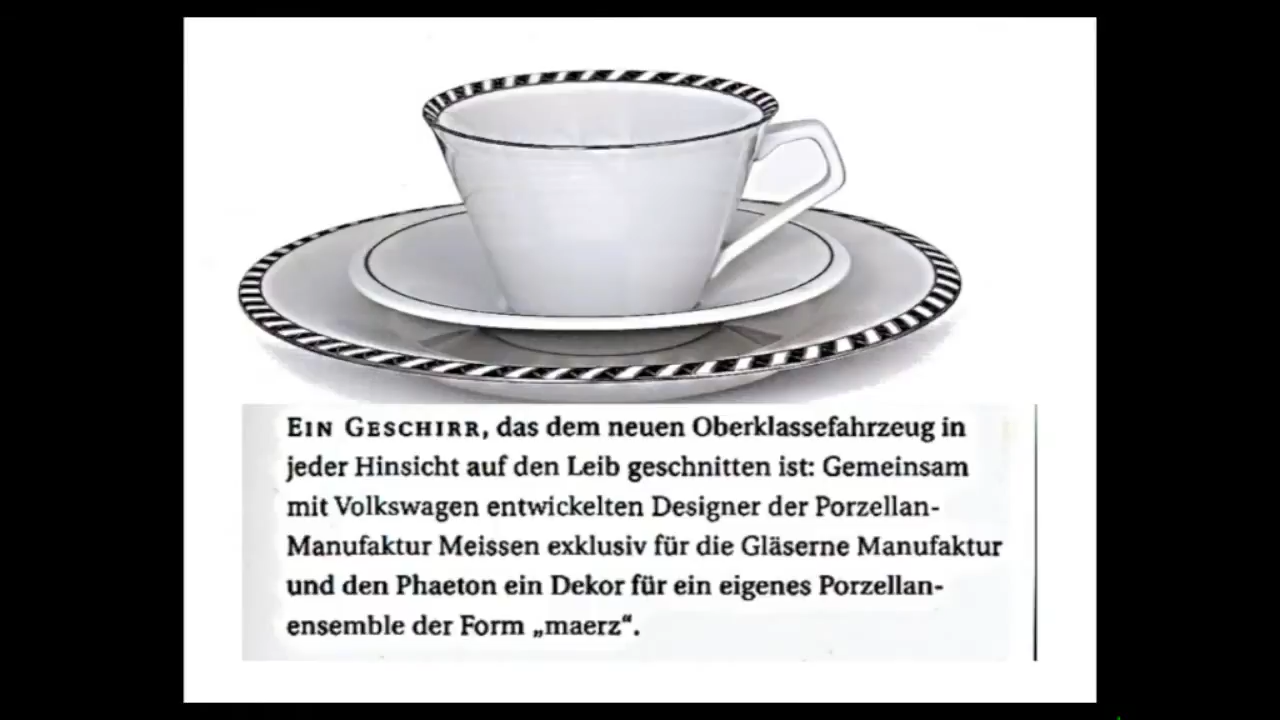 EIN GESCHIRR, das dem neuen Oberklassefahrzeug in
jeder Hinsicht auf den Leib geschnitten ist: Gemeinsam
mit Volkswagen entwickelten Designer der Porzellan-
Manufaktur Meissen exklusiv für die Gläserne Manufaktur
und den Phaeton ein Dekor für ein eigenes Porzellan-
ensemble der Form „maerz“.